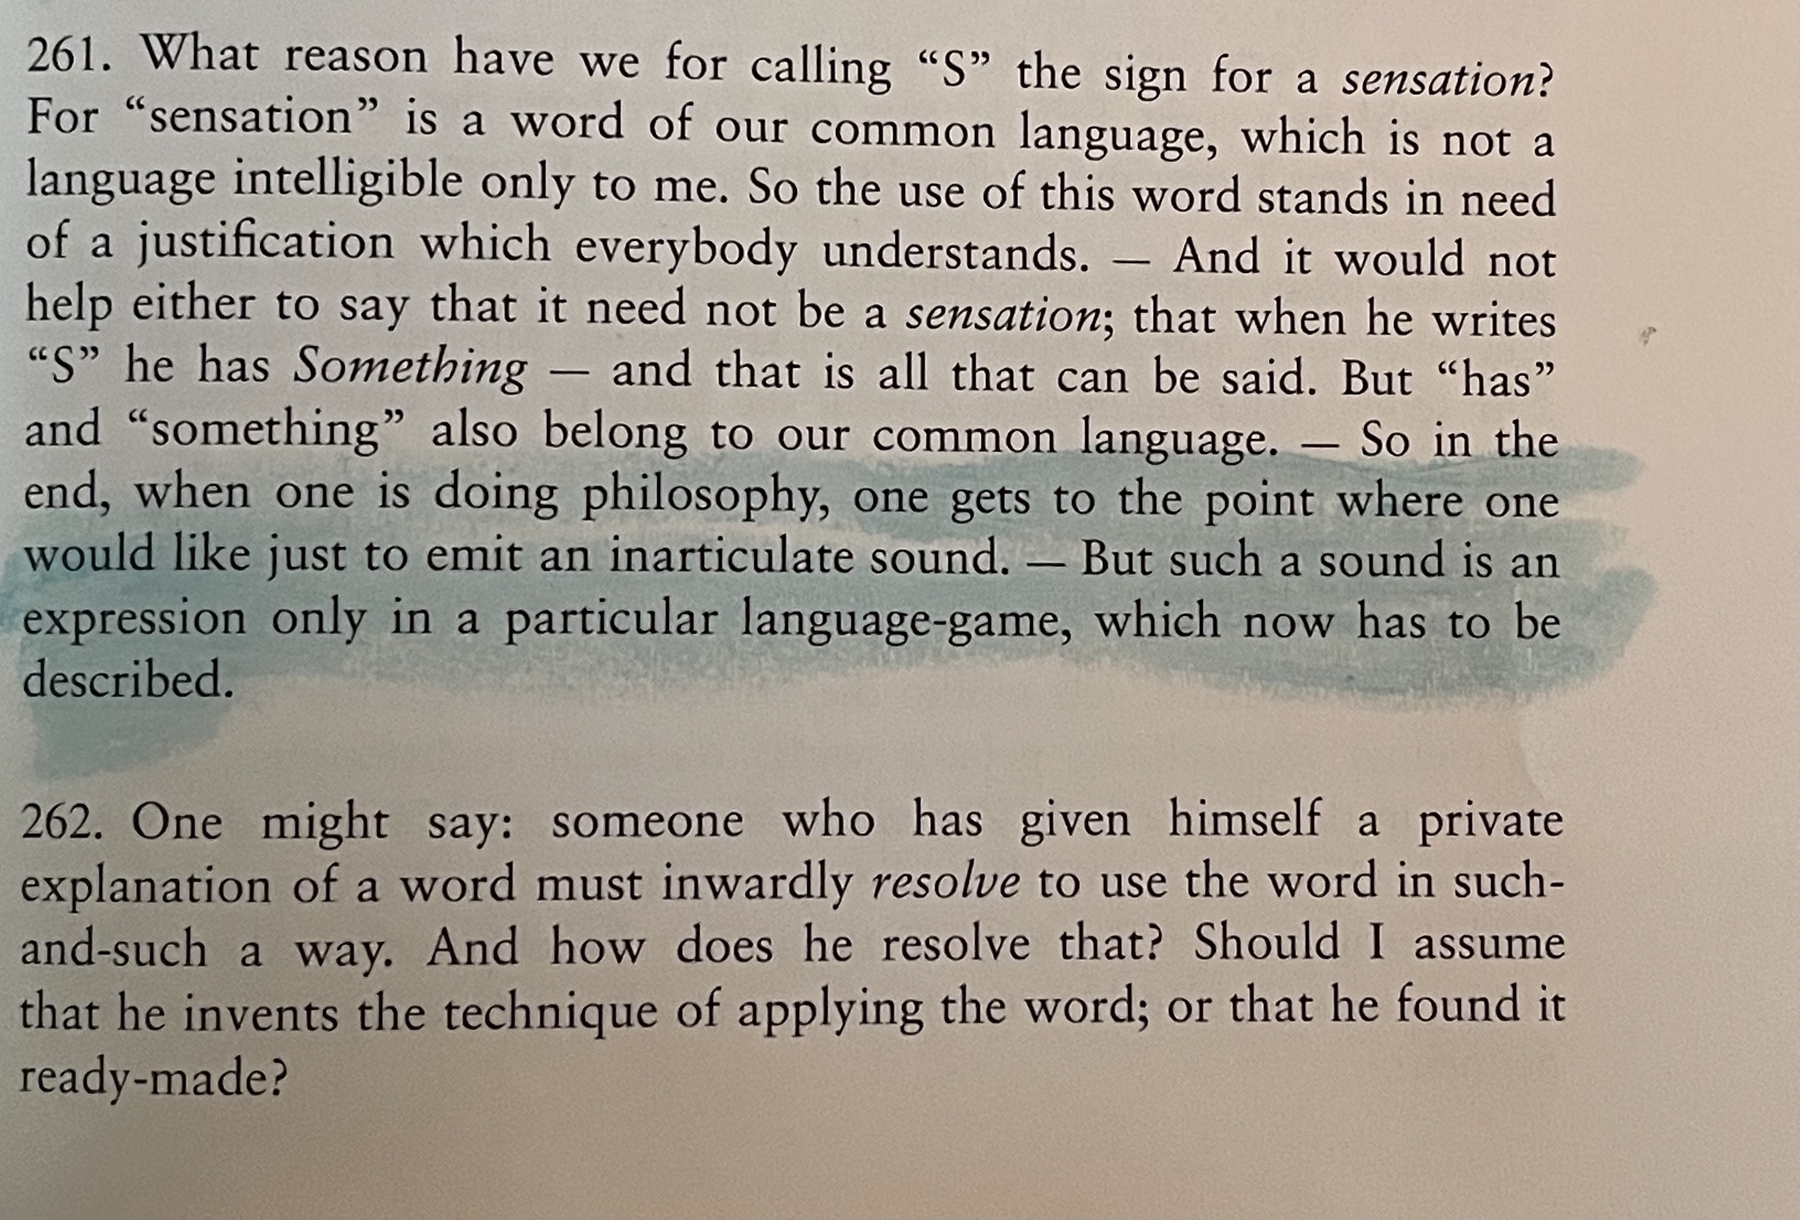 261. What reason have we for calling “S” the sign for a sensation?
For “sensation” is a word of our common language, which is not a
language intelligible only to me. So the use of this word stands in need
of a justification which everybody understands. — And it would not
help either to say that it need not be a sensation; that when he writes
“S” he has Something — and that is all that can be said. But “has”
and “something” also belong to our common language. — So in the
end, when one is doing philosophy, one gets to the point where one
would like just to emit an inarticulate sound. — But such a sound is an
expression only in a particular language-game, which now has to be
described.
262. One might say: someone who has given himself a private
explanation of a word must inwardly resolve to use the word in such-
and-such a way. And how does he resolve that? Should I assume
that he invents the technique of applying the word; or that he found it
ready-made?